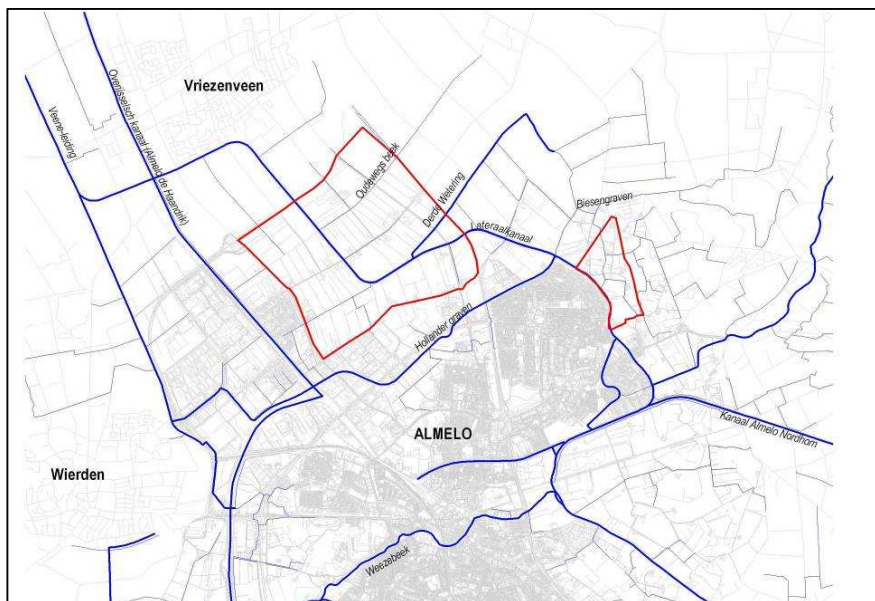 Vriezenveen
Veene-leiding
Overijsselsch kanaal (Almelo de Haandrik)
Oudewegs beek
Derde Wetering
Biesengraven
Lateraalkanaal
Hollander graven
ALMELO
Kanaal Almelo Nordhorn
Wierden
Weezebeek